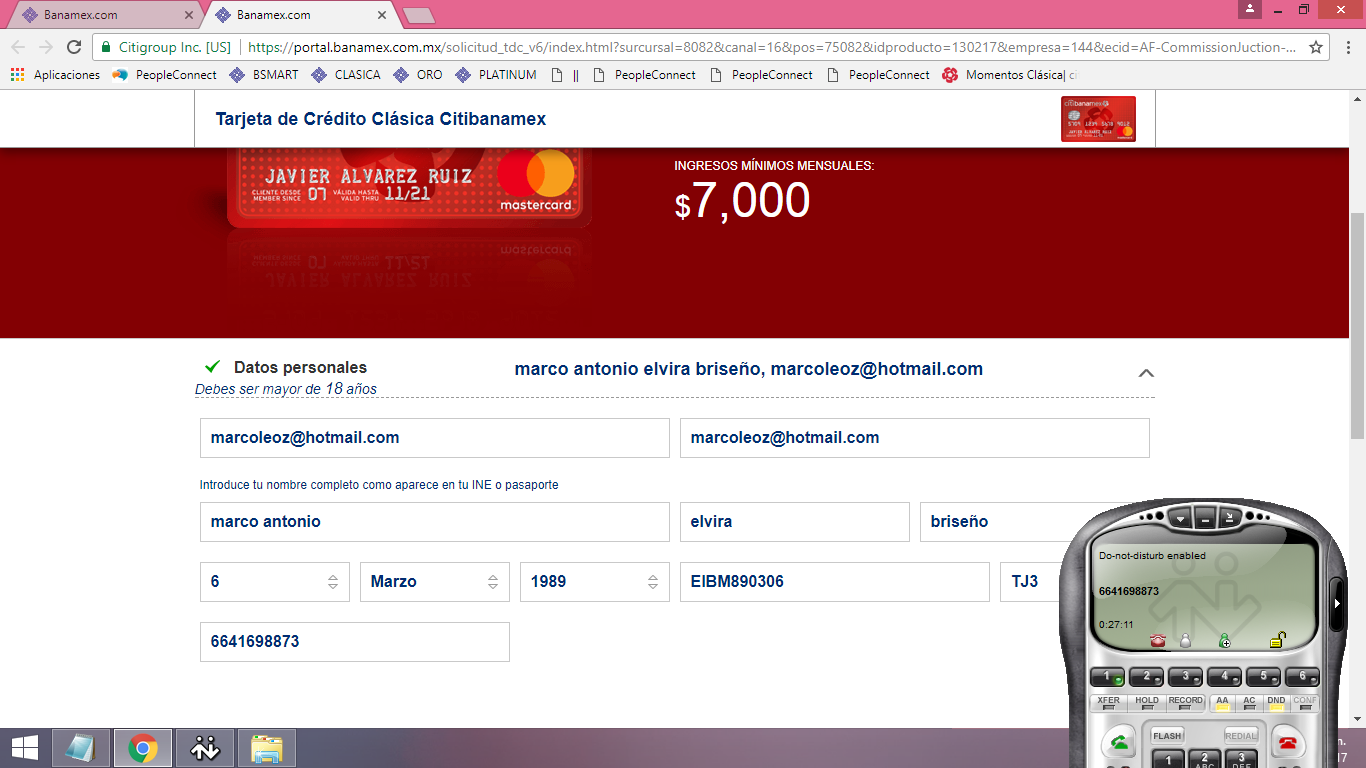 Banamex.com
Banamex.com
Citigroup Inc. [US] https://portal.banamex.com.mx/solicitud_tdc_v6/index.html?surcursal=8082&canal=16&pos=75082&idproducto=130217&empresa=144&ecid=AF-CommissionJuction-...
Aplicaciones PeopleConnect BSMART CLASICA ORO PLATINUM || PeopleConnect PeopleConnect PeopleConnect Momentos Clásica| ci
Tarjeta de Crédito Clásica Citibanamex
citibanamex
JAVIER ALVAREZ RUIZ
CLIENTE DESDE
MEMBER SINCE 07 VÁLIDA HASTA
VALID THRU 11/21
mastercard
INGRESOS MÍNIMOS MENSUALES:
$7,000
Datos personales marco antonio elvira briseño, marcoleoz@hotmail.com
Debes ser mayor de 18 años
marcoleoz@hotmail.com marcoleoz@hotmail.com
Introduce tu nombre completo como aparece en tu INE o pasaporte
marco antonio elvira briseño
6 Marzo 1989 EIBM890306 TJ3
6641698873
Do-not-disturb enabled
6641698873
0:27:11
1 2 3 4 5 6
XFER HOLD RECORD AA AC DND CONF
FLASH REDIAL
1 2 3
ABC DEF
n.
17